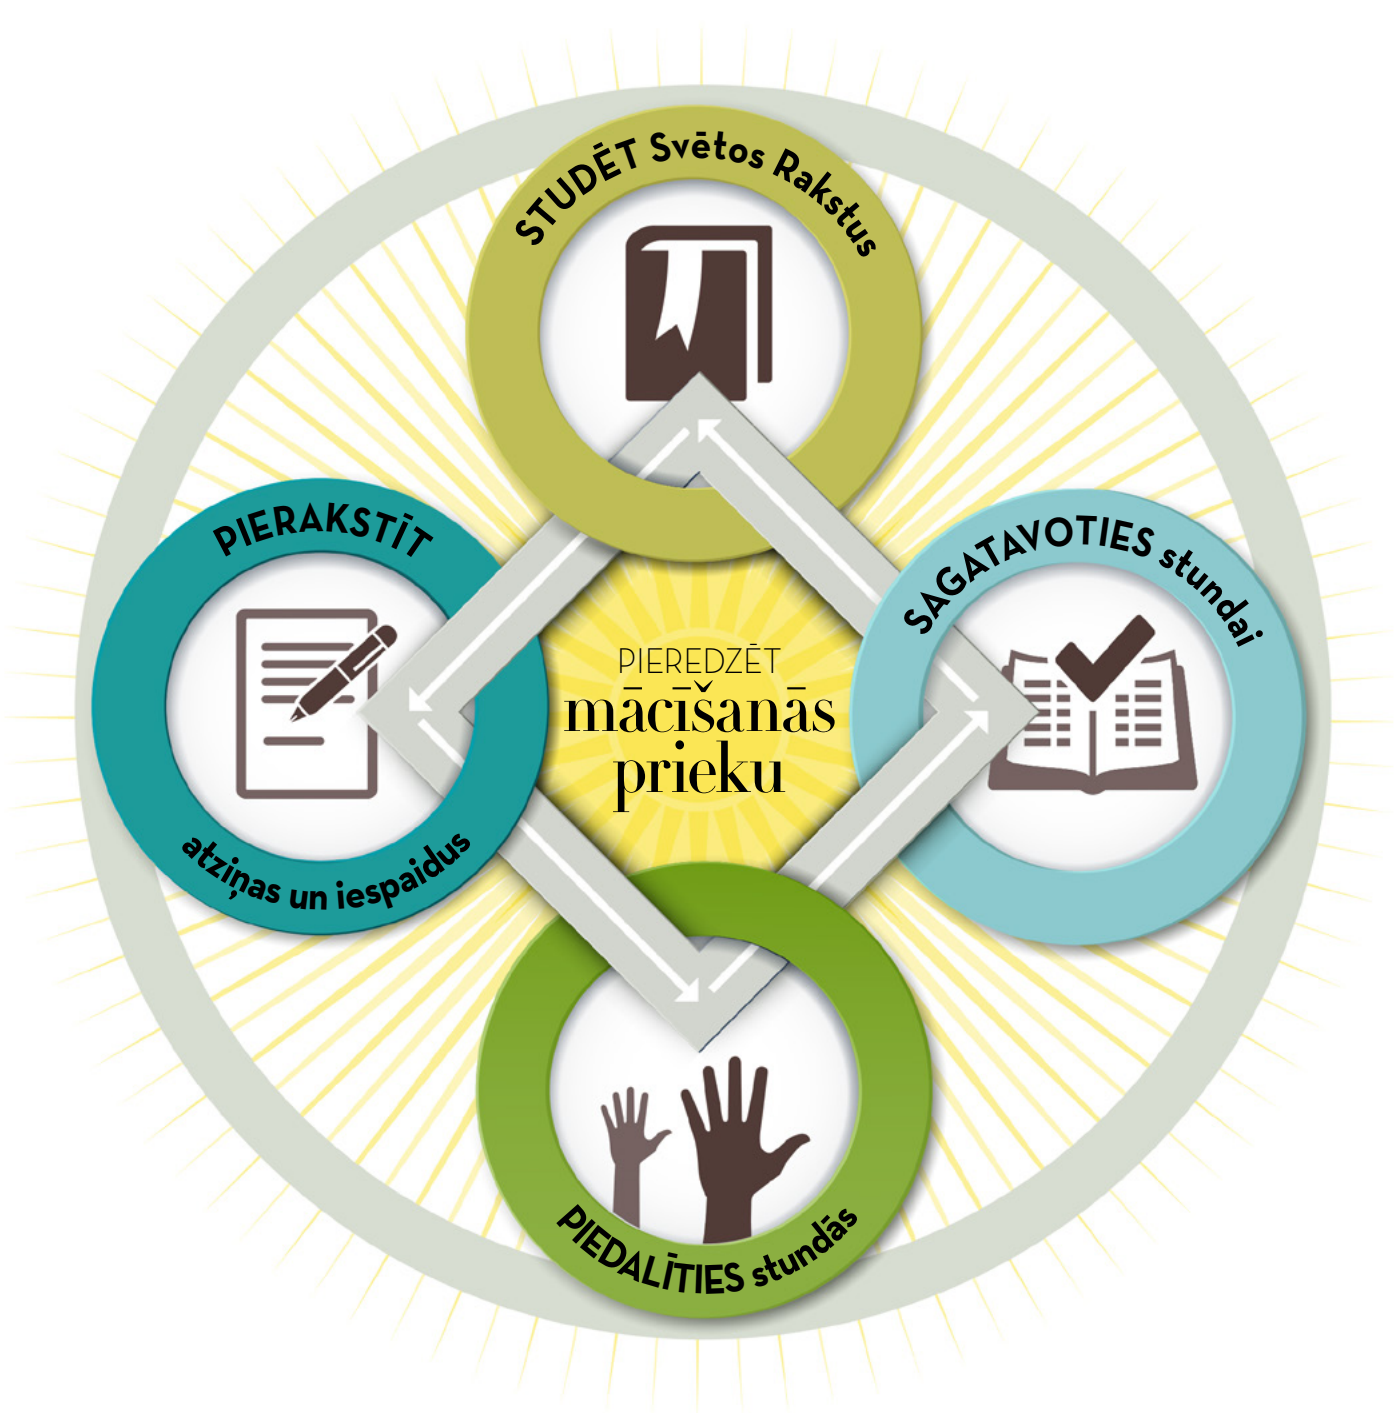 STUDĒT Svētos Rakstus
PIERAKSTĪT
atziņas un iespaidus
SAGATAVOTIES stundai
PIEREDZĒT
mācīšanās
prieku
PIEDALĪTIES stundās